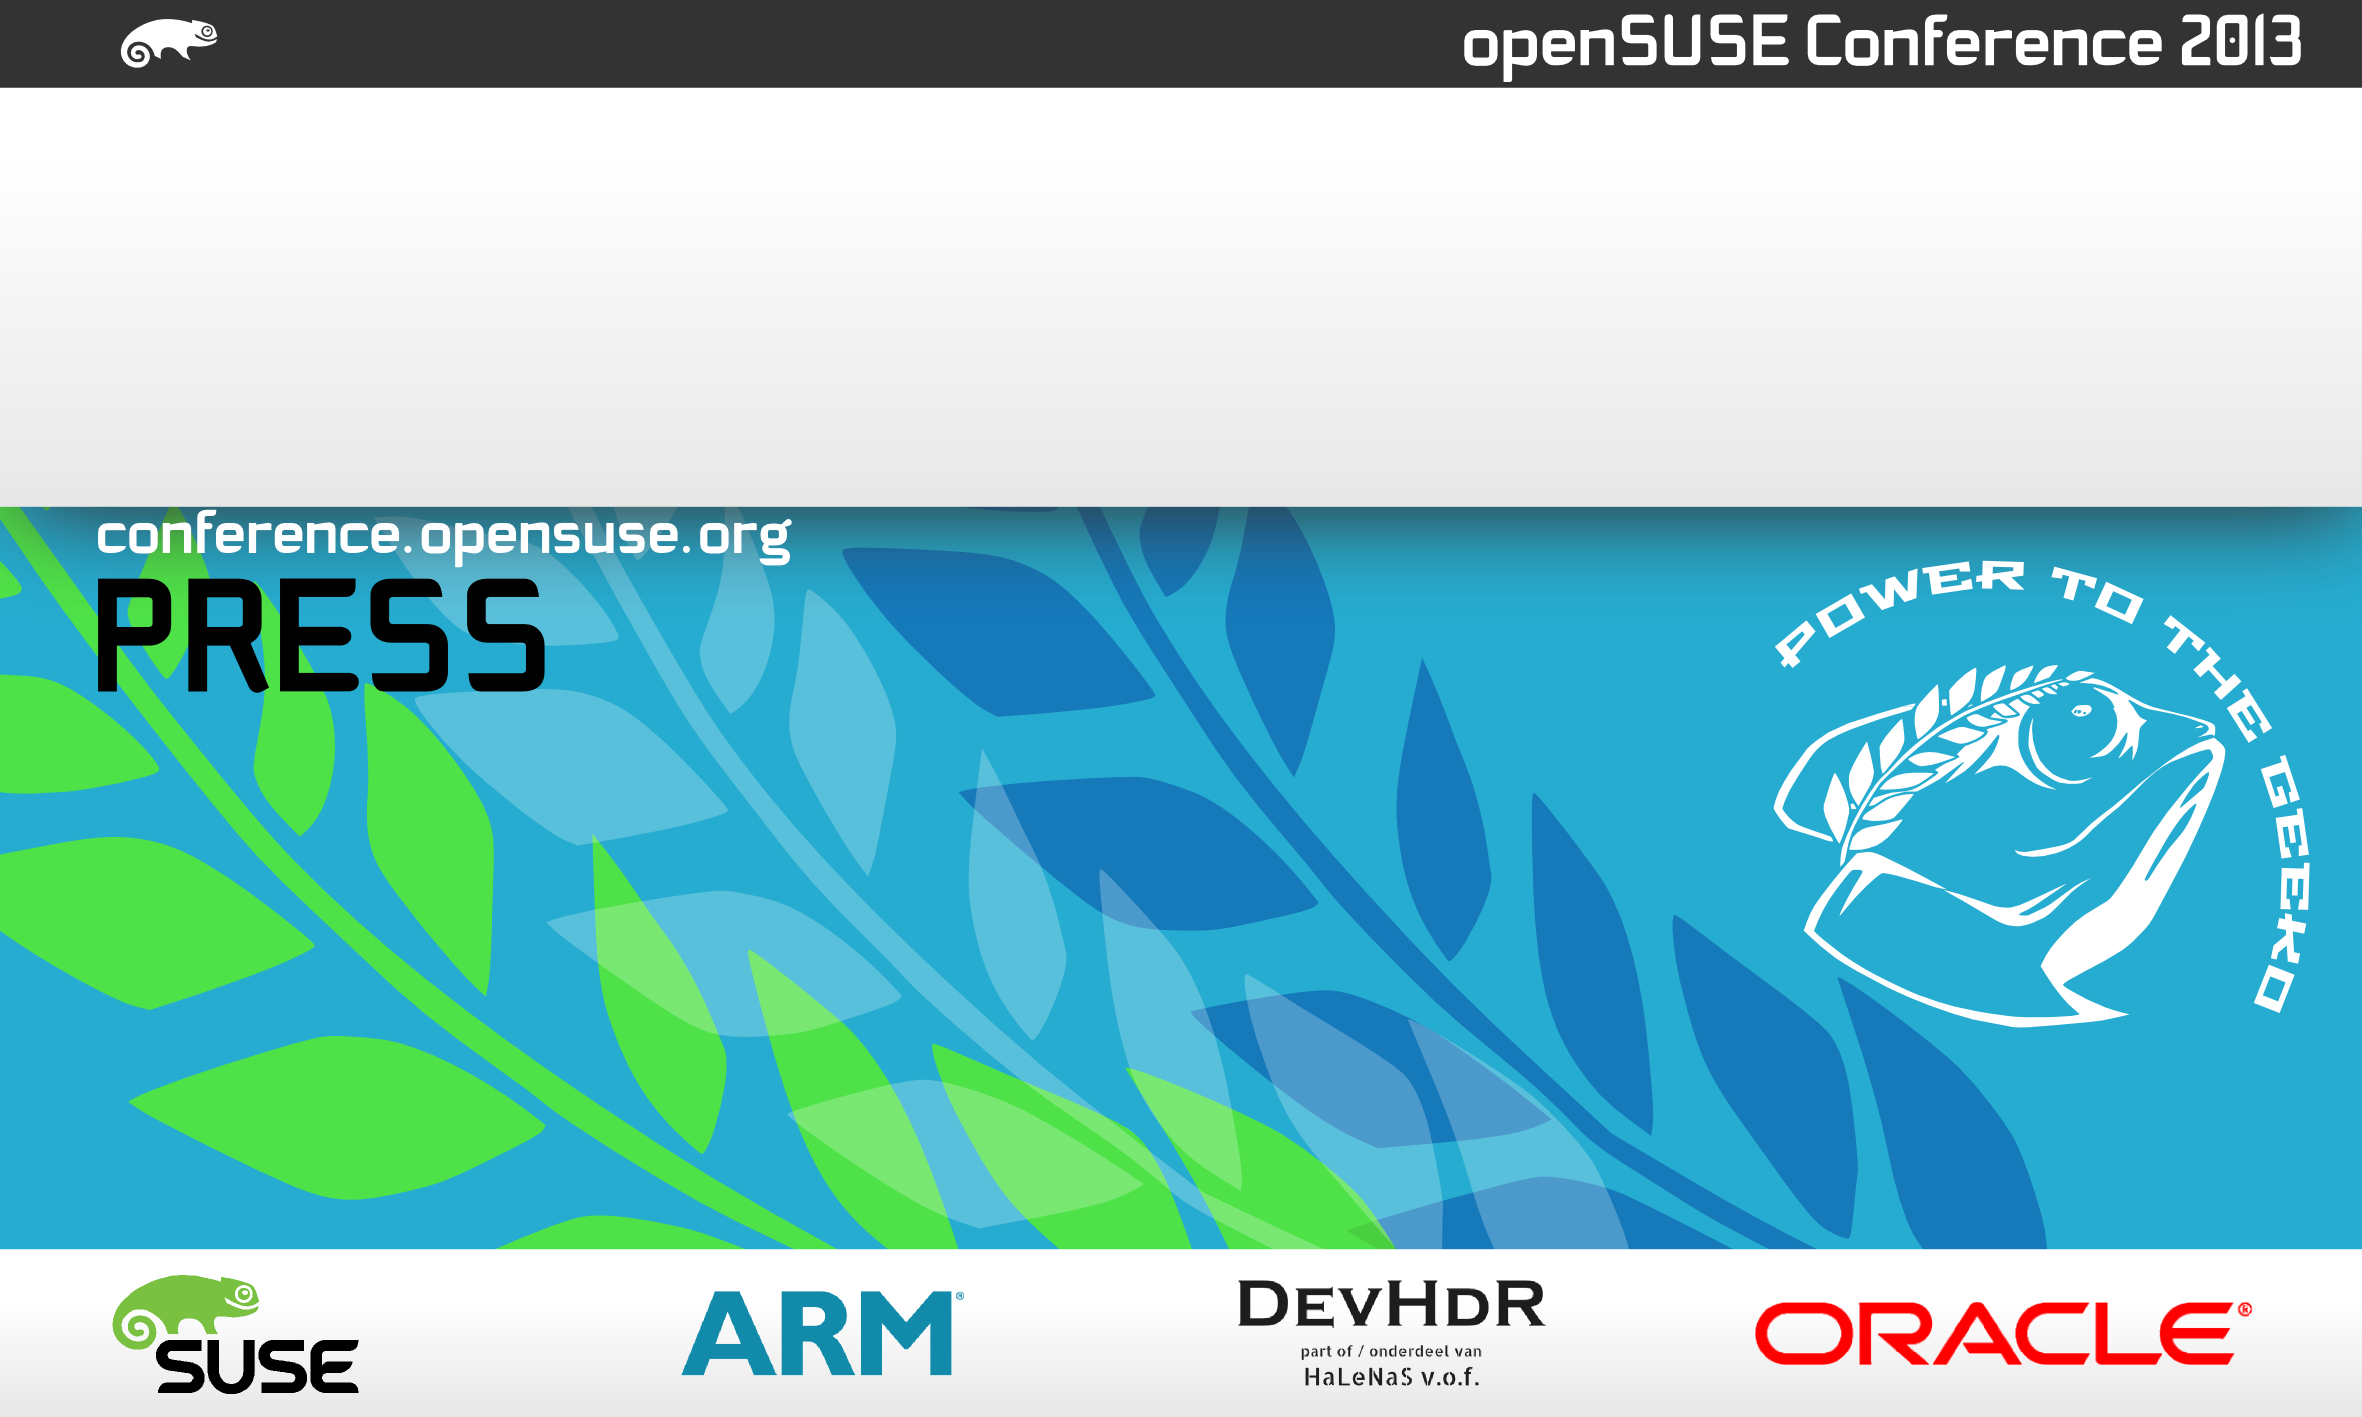 openSUSE Conference 2013
conference.opensuse.org
PRESS
POWER TO THE GEEKO
SUSE
ARM®
DEVHDR
part of / onderdeel van
HaLeNaS v.o.f.
ORACLE®